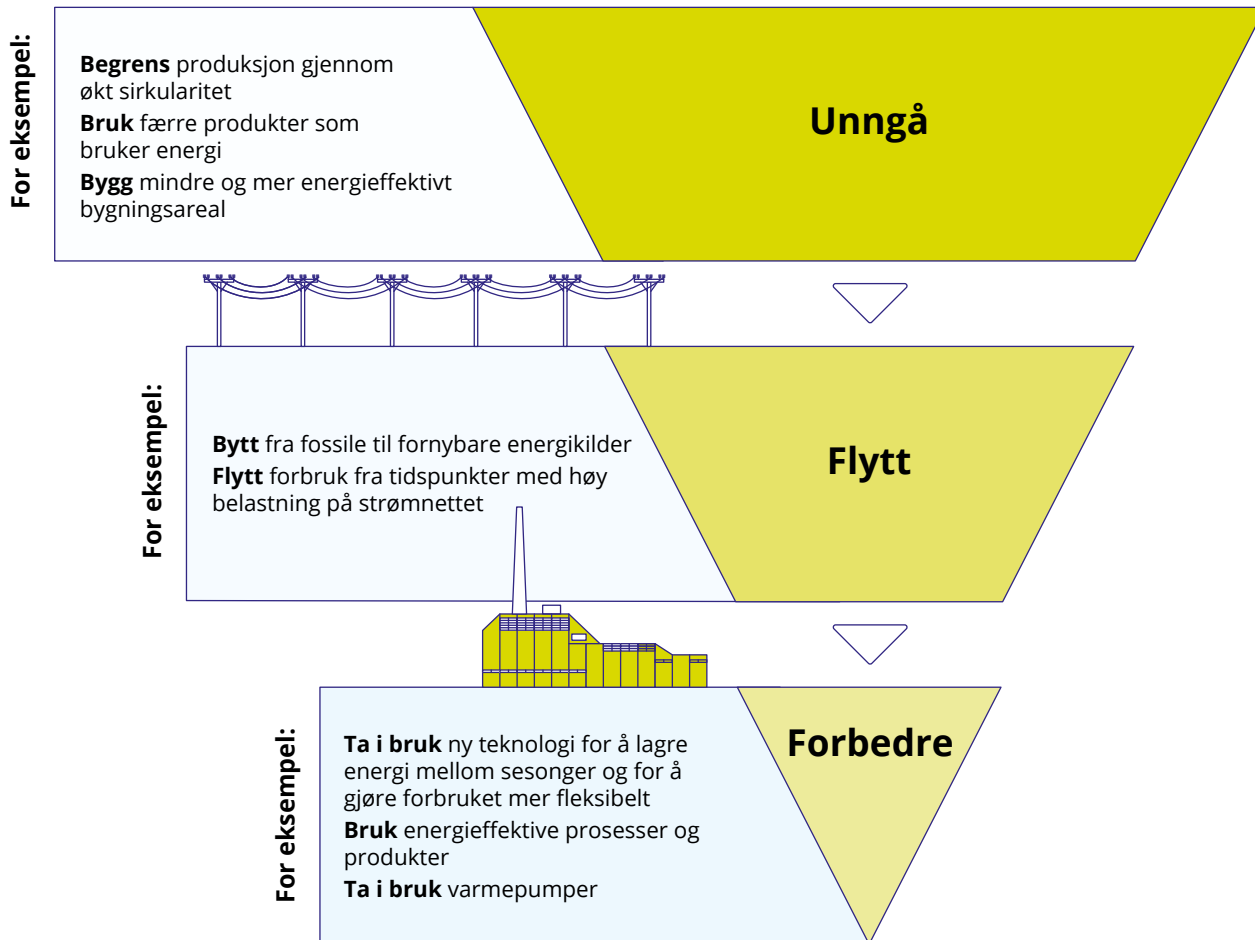 For eksempel:
Begrens produksjon gjennom
økt sirkularitet
Bruk færre produkter som
bruker energi
Bygg mindre og mer energieffektivt
bygningsareal
Unngå
For eksempel:
Bytt fra fossile til fornybare energikilder
Flytt forbruk fra tidspunkter med høy
belastning på strømnettet
Flytt
For eksempel:
Ta i bruk ny teknologi for å lagre
energi mellom sesonger og for å
gjøre forbruket mer fleksibelt
Bruk energieffektive prosesser og
produkter
Ta i bruk varmepumper
Forbedre